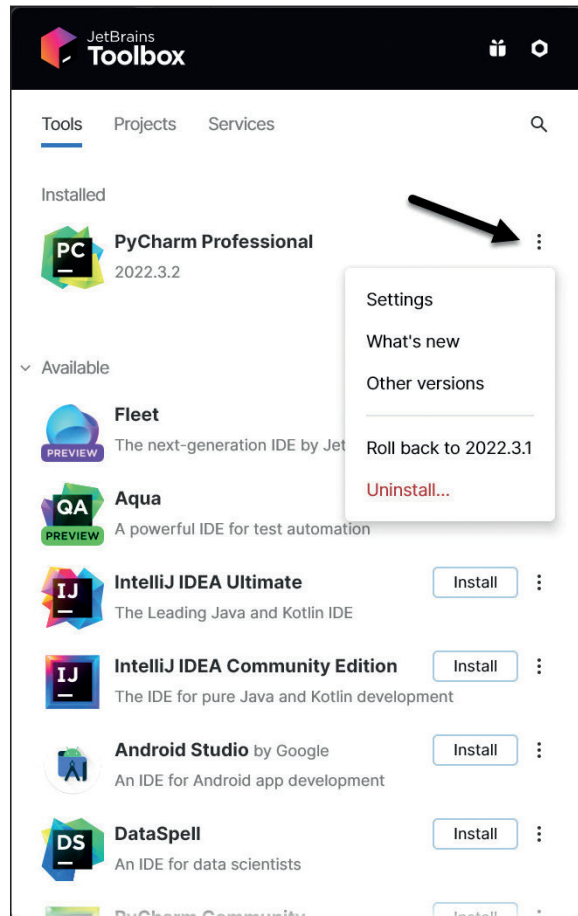 JetBrains
Toolbox
Tools Projects Services
Installed
PC
PyCharm Professional
2022.3.2
Settings
What's new
Other versions
Roll back to 2022.3.1
Uninstall...
Available
Fleet
The next-generation IDE by Jet
PREVIEW
QA
Aqua
A powerful IDE for test automation
PREVIEW
IJ
IntelliJ IDEA Ultimate
Install
The Leading Java and Kotlin IDE
IJ
IntelliJ IDEA Community Edition
Install
The IDE for pure Java and Kotlin development
Android Studio by Google
Install
An IDE for Android app development
DS
DataSpell
Install
An IDE for data scientists
PyCharm Community
Install